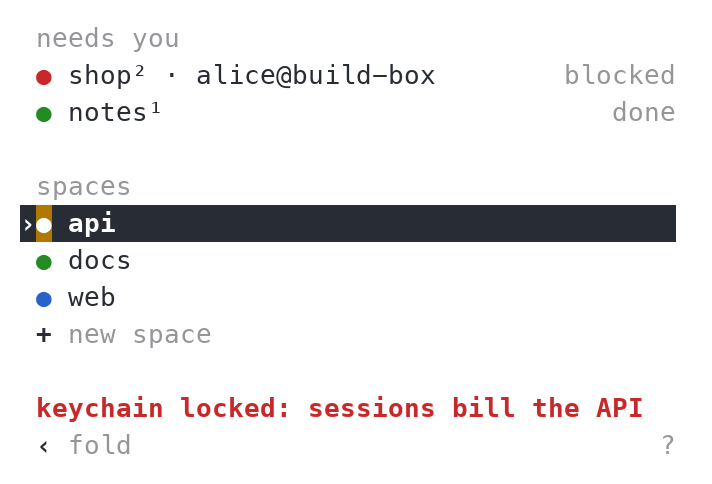 needs you
● shop² · alice@build-box blocked
● notes¹ done
spaces
›● api
● docs
● web
+ new space
keychain locked: sessions bill the API
‹ fold ?